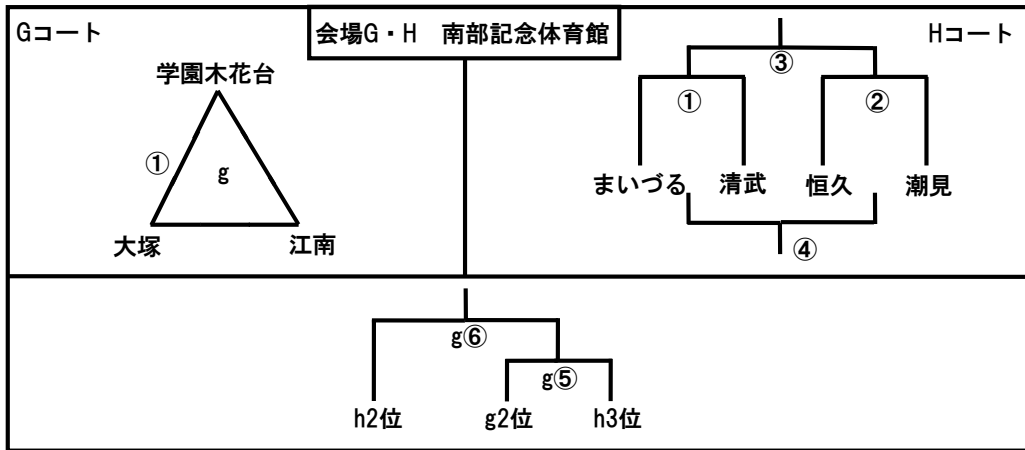 Gコート
会場G・H　南部記念体育館
Hコート
学園木花台
①
g
大塚
江南
③
①
②
まいづる
清武
恒久
潮見
④
g⑥
g⑤
h2位
g2位
h3位